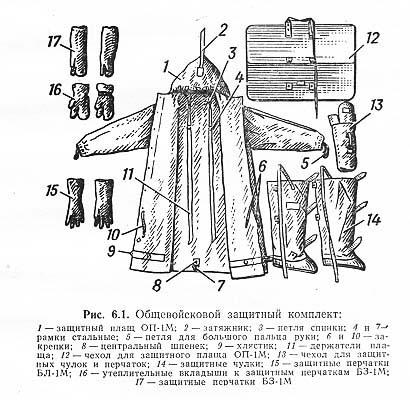 17
16
15
1
2
3
4
12
13
5
6
14
11
10
9
8
7
Рис. 6.1. Общевойсковой защитный комплект:
1 — защитный плащ ОП-1М; 2 — затяжник; 3 — петля спинки; 4 и 7—
рамки стальные; 5 — петля для большого пальца руки; 6 и 10 — за-
крепки; 8 — центральный шпенек; 9 — хлястик; 11 — держатели пла-
ща; 12 — чехол для защитного плаща ОП-1М; 13 — чехол для защит-
ных чулок и перчаток; 14 — защитные чулки; 15 — защитные перчатки
БЛ-1М; 16 — утеплительные вкладыши к защитным перчаткам БЗ-1М;
17 — защитные перчатки БЗ-1М